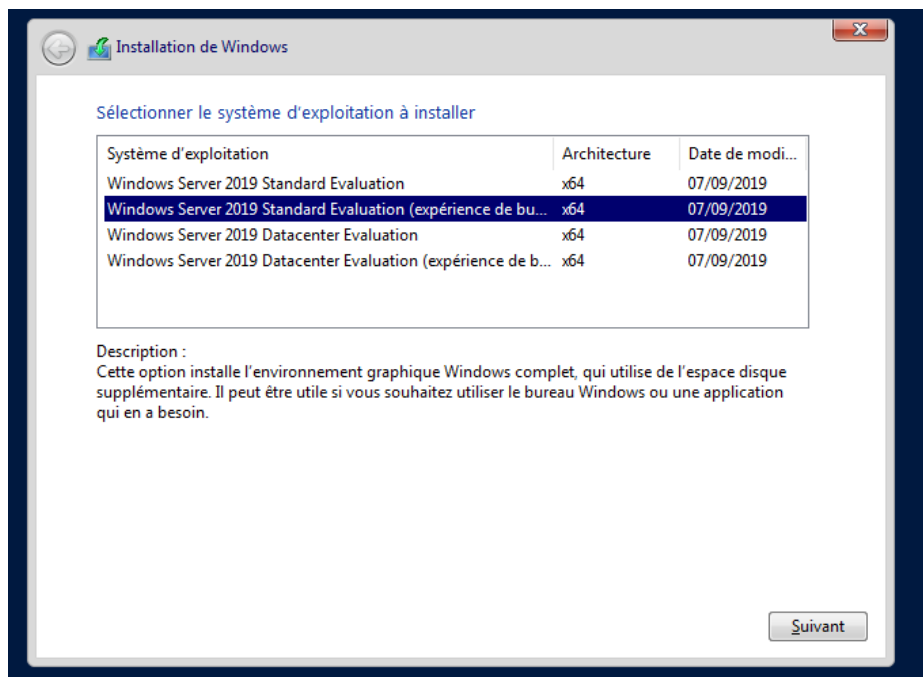 Installation de Windows
Sélectionner le système d'exploitation à installer
Système d'exploitation Architecture Date de modi...
Windows Server 2019 Standard Evaluation x64 07/09/2019
Windows Server 2019 Standard Evaluation (expérience de bu... x64 07/09/2019
Windows Server 2019 Datacenter Evaluation x64 07/09/2019
Windows Server 2019 Datacenter Evaluation (expérience de b... x64 07/09/2019
Description :
Cette option installe l'environnement graphique Windows complet, qui utilise de l'espace disque
supplémentaire. Il peut être utile si vous souhaitez utiliser le bureau Windows ou une application
qui en a besoin.
Suivant